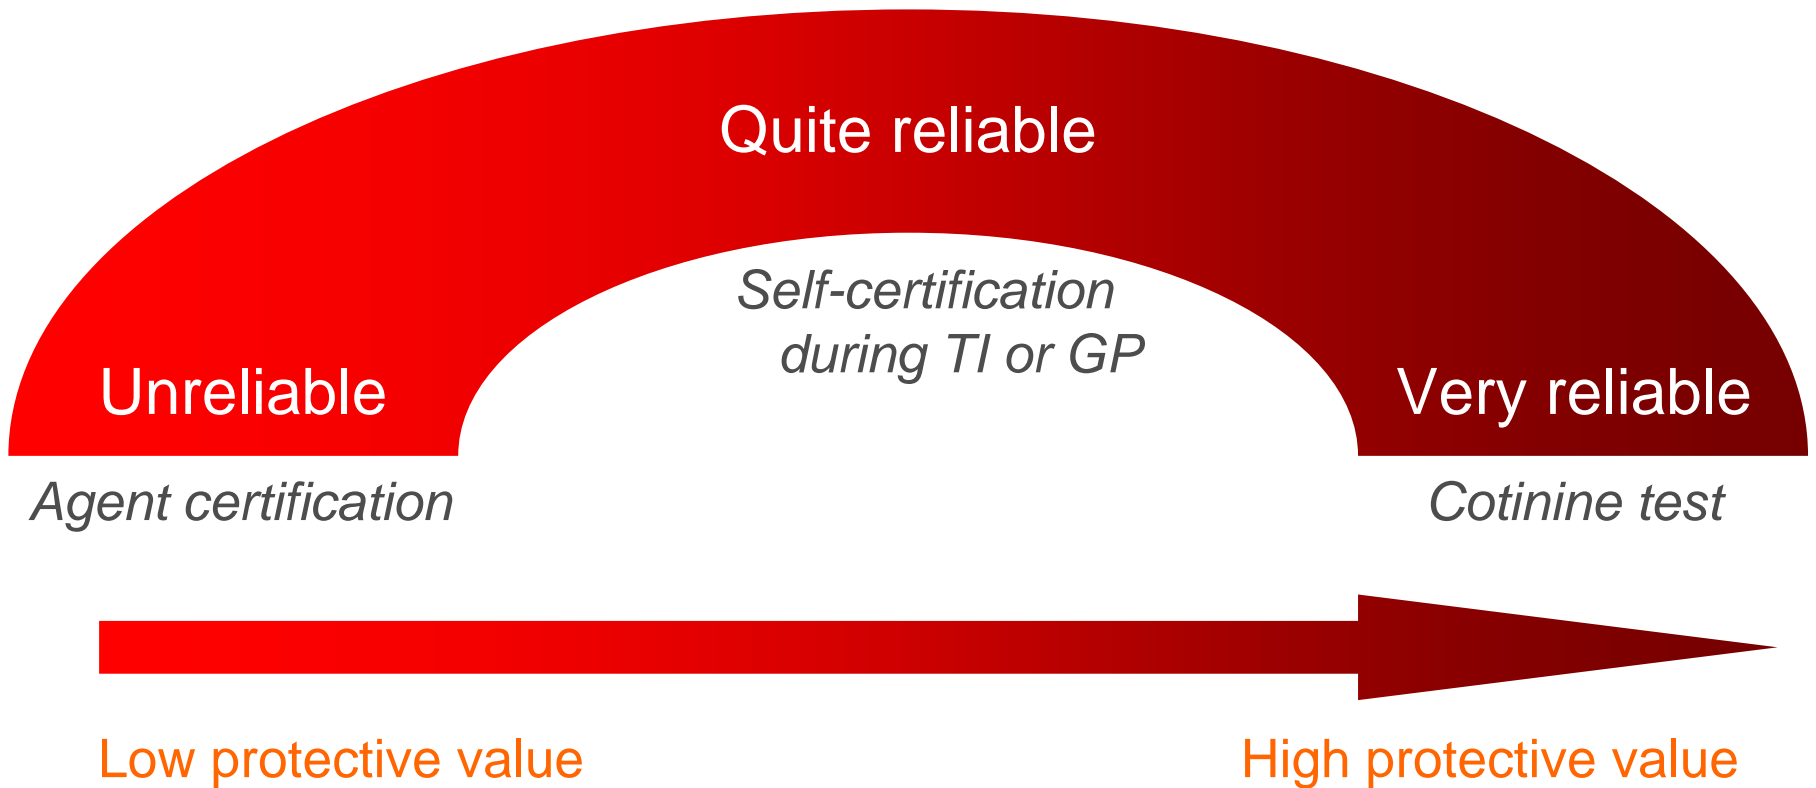 Quite reliable
Self-certification
during TI or GP
Unreliable
Very reliable
Agent certification
Cotinine test
Low protective value
High protective value